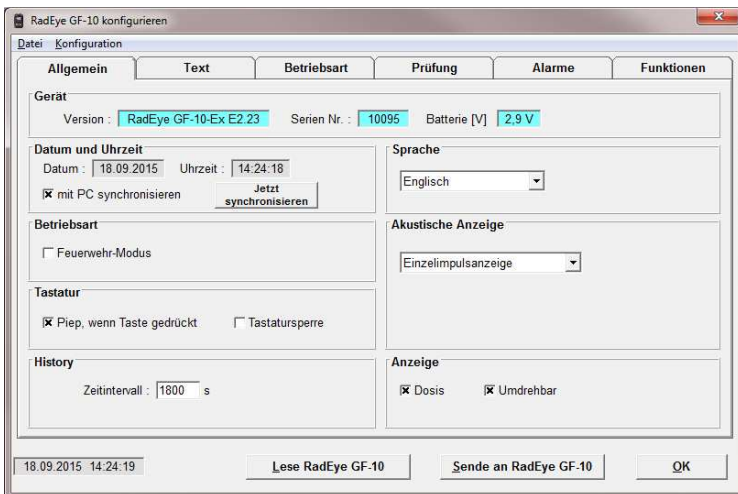 RadEye GF-10 konfigurieren
Datei Konfiguration
Allgemein Text Betriebsart Prüfung Alarme Funktionen
Gerät
Version : RadEye GF-10-Ex E2.23 Serien Nr. : 10095 Batterie [V] 2,9 V
Datum und Uhrzeit
Datum : 18.09.2015 Uhrzeit : 14:24:18
mit PC synchronisieren
Jetzt
synchronisieren
Sprache
Englisch
Betriebsart
Feuerwehr-Modus
Akustische Anzeige
Einzelimpulsanzeige
Tastatur
Piep, wenn Taste gedrückt Tastatursperre
History
Zeitintervall : 1800 s
Anzeige
Dosis Umdrehbar
18.09.2015 14:24:19 Lese RadEye GF-10 Sende an RadEye GF-10 OK